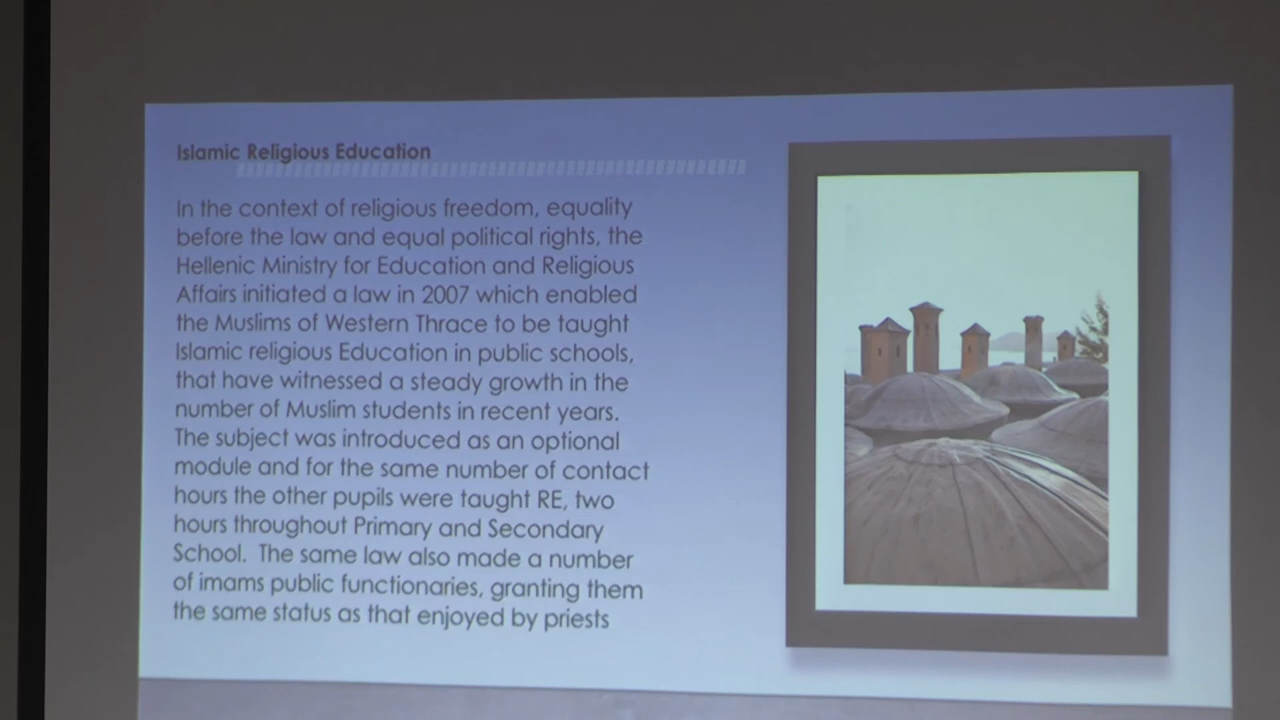 Islamic Religious Education
In the context of religious freedom, equality
before the law and equal political rights, the
Hellenic Ministry for Education and Religious
Affairs initiated a law in 2007 which enabled
the Muslims of Western Thrace to be taught
Islamic religious Education in public schools,
that have witnessed a steady growth in the
number of Muslim students in recent years.
The subject was introduced as an optional
module and for the same number of contact
hours the other pupils were taught RE, two
hours throughout Primary and Secondary
School. The same law also made a number
of imams public functionaries, granting them
the same status as that enjoyed by priests